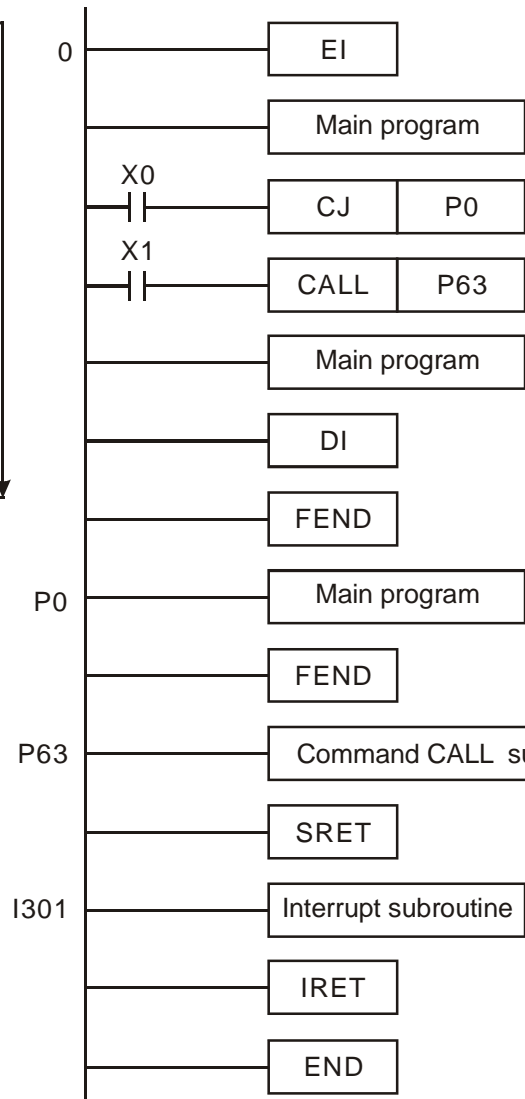 0 EI
Main program
X0
CJ P0
X1
CALL P63
Main program
DI
FEND
P0 Main program
FEND
P63 Command CALL su
SRET
I301 Interrupt subroutine
IRET
END